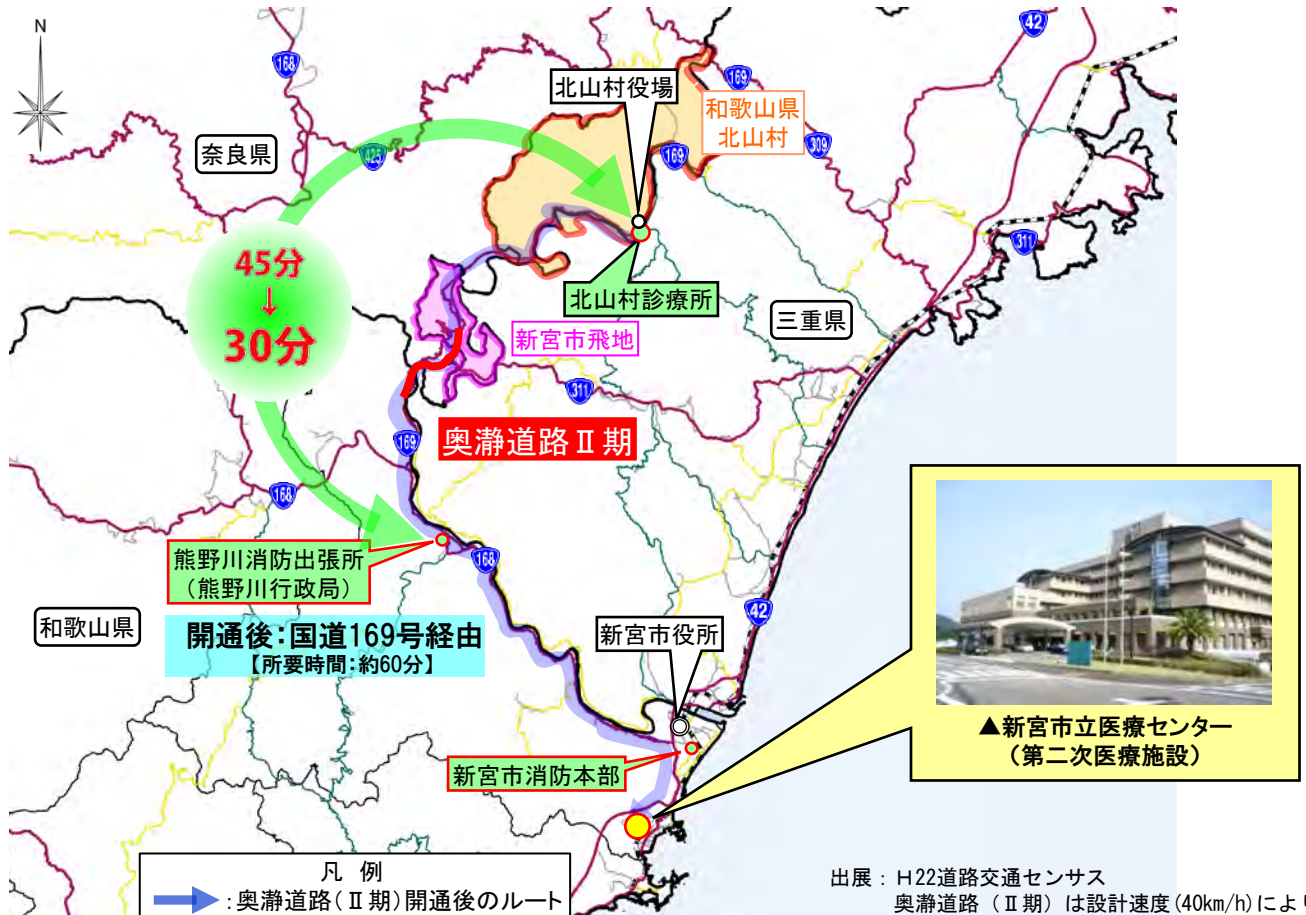 N
168
42
北山村役場
169
和歌山県
北山村
奈良県
425
169
309
311
45分
↓
30分
北山村診療所
三重県
新宮市飛地
311
169
奥瀞道路Ⅱ期
168
熊野川消防出張所
(熊野川行政局)
168
和歌山県
開通後:国道169号経由
【所要時間:約60分】
42
新宮市役所
▲新宮市立医療センター
(第二次医療施設)
新宮市消防本部
凡 例
:奥瀞道路(Ⅱ期)開通後のルート
出展:H22道路交通センサス
奥瀞道路(Ⅱ期)は設計速度(40km/h)によ